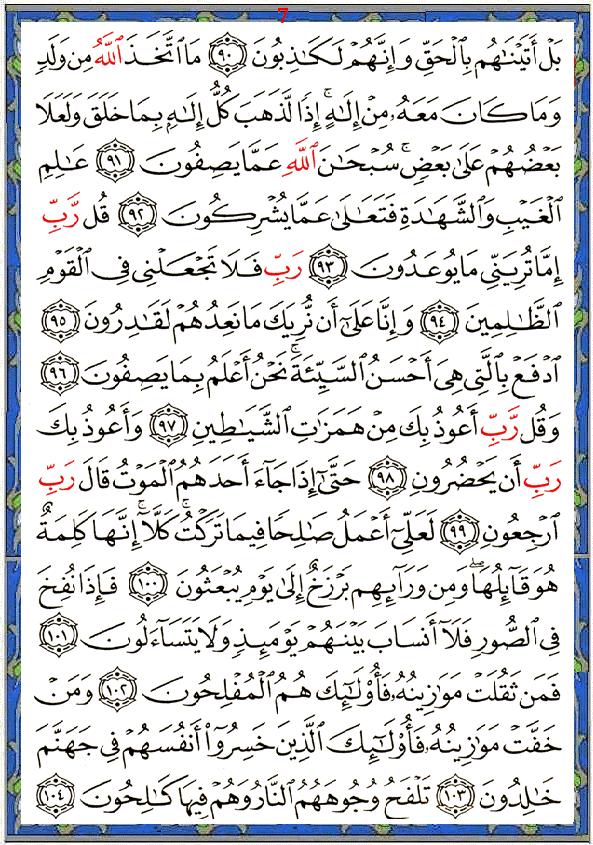 7
بَلْ أَتَيْنَٰهُم بِٱلْحَقِّ وَإِنَّهُمْ لَكَٰذِبُونَ ٩٠ مَا ٱتَّخَذَ ٱللَّهُ مِن وَلَدٍ
وَمَا كَانَ مَعَهُۥ مِنْ إِلَٰهٍ ۚ إِذًا لَّذَهَبَ كُلُّ إِلَٰهٍۭ بِمَا خَلَقَ وَلَعَلَا
بَعْضُهُمْ عَلَىٰ بَعْضٍ ۚ سُبْحَٰنَ ٱللَّهِ عَمَّا يَصِفُونَ ٩١ عَٰلِمِ
ٱلْغَيْبِ وَٱلشَّهَٰدَةِ فَتَعَٰلَىٰ عَمَّا يُشْرِكُونَ ٩٢ قُل رَّبِّ
إِمَّا تُرِيَنِّى مَا يُوعَدُونَ ٩٣ رَبِّ فَلَا تَجْعَلْنِى فِى ٱلْقَوْمِ
ٱلظَّٰلِمِينَ ٩٤ وَإِنَّا عَلَىٰٓ أَن نُّرِيَكَ مَا نَعِدُهُمْ لَقَٰدِرُونَ ٩٥
ٱدْفَعْ بِٱلَّتِى هِىَ أَحْسَنُ ٱلسَّيِّئَةَ ۚ نَحْنُ أَعْلَمُ بِمَا يَصِفُونَ ٩٦
وَقُل رَّبِّ أَعُوذُ بِكَ مِنْ هَمَزَٰتِ ٱلشَّيَٰطِينِ ٩٧ وَأَعُوذُ بِكَ
رَبِّ أَن يَحْضُرُونِ ٩٨ حَتَّىٰٓ إِذَا جَآءَ أَحَدَهُمُ ٱلْمَوْتُ قَالَ رَبِّ
ٱرْجِعُونِ ٩٩ لَعَلِّىٓ أَعْمَلُ صَٰلِحًا فِيمَا تَرَكْتُ ۚ كَلَّآ ۚ إِنَّهَا كَلِمَةٌ
هُوَ قَآئِلُهَا ۖ وَمِن وَرَآئِهِم بَرْزَخٌ إِلَىٰ يَوْمِ يُبْعَثُونَ ١٠٠ فَإِذَا نُفِخَ
فِى ٱلصُّورِ فَلَآ أَنسَابَ بَيْنَهُمْ يَوْمَئِذٍ وَلَا يَتَسَآءَلُونَ ١٠١
فَمَن ثَقُلَتْ مَوَٰزِينُهُۥ فَأُو۟لَٰٓئِكَ هُمُ ٱلْمُفْلِحُونَ ١٠٢ وَمَنْ
خَفَّتْ مَوَٰزِينُهُۥ فَأُو۟لَٰٓئِكَ ٱلَّذِينَ خَسِرُوٓا۟ أَنفُسَهُمْ فِى جَهَنَّمَ
خَٰلِدُونَ ١٠٣ تَلْفَحُ وُجُوهَهُمُ ٱلنَّارُ وَهُمْ فِيهَا كَٰلِحُونَ ١٠٤